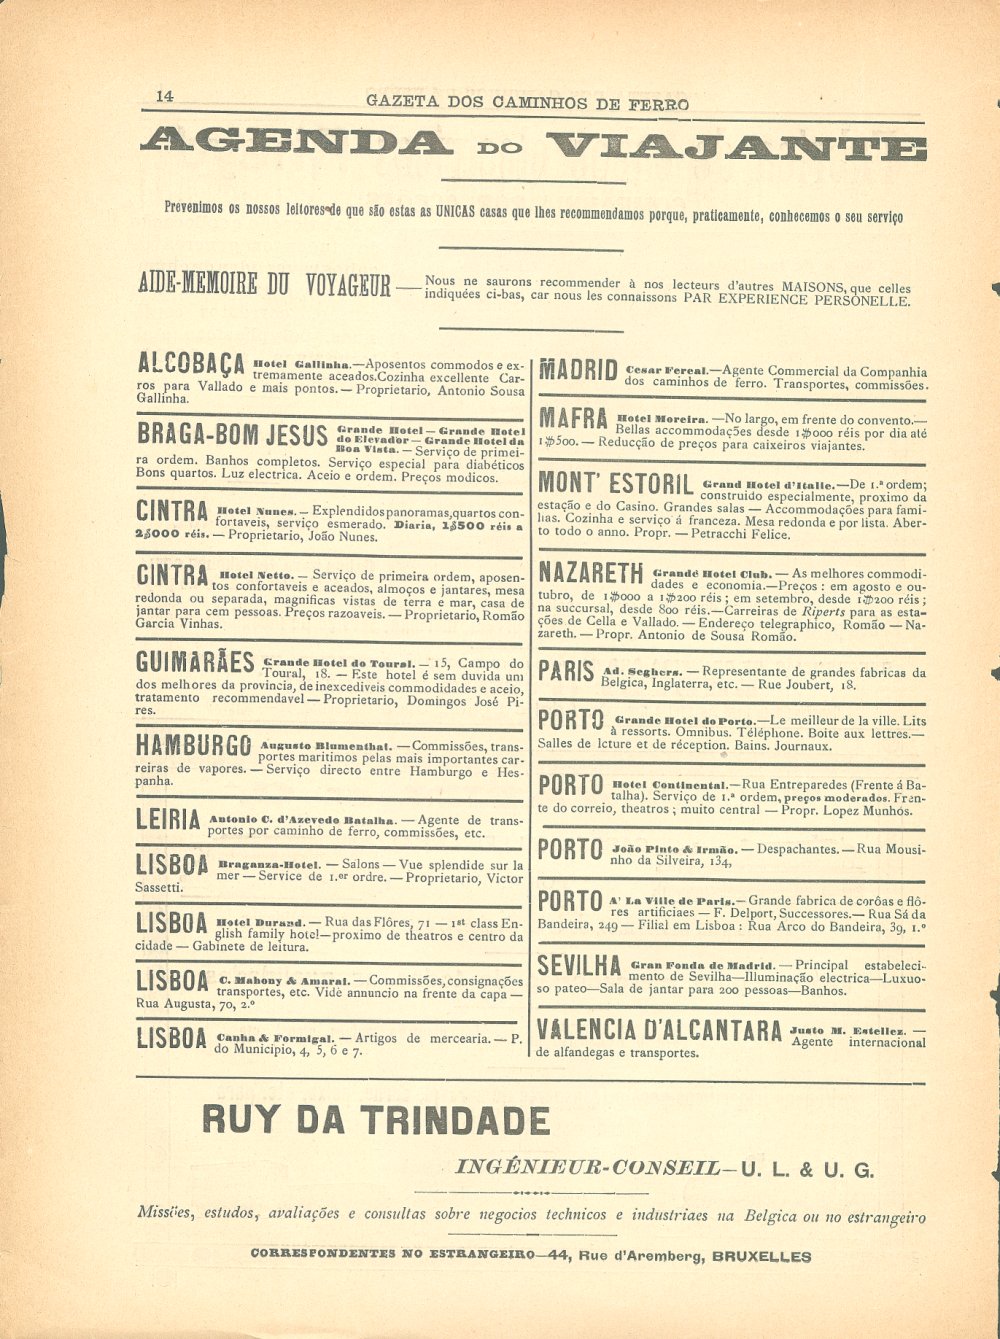 14
GAZETA DOS CAMINHOS DE FERRO
AGENDA DO VIAJANTE
Prevenimos os nossos leitores de que são estas as UNICAS casas que lhes recommendamos porque, praticamente, conhecemos o seu serviço
AIDE-MEMOIRE DU VOYAGEUR — Nous ne saurons recommender à nos lecteurs d'autres MAISONS, que celles
indiquées ci-bas, car nous les connaissons PAR EXPERIENCE PERSONELLE.
ALCOBAÇA Hotel Gallinha.—Aposentos commodos e ex-
tremamente aceados.Cozinha excellente Car-
ros para Vallado e mais pontos.—Proprietario, Antonio Sousa
Gallinha.
BRAGA-BOM JESUS Grande Hotel—Grande Hotel
do Elevador—Grande Hotel da
Boa Vista.—Serviço de primei-
ra ordem. Banhos completos. Serviço especial para diabéticos
Bons quartos. Luz electrica. Aceio e ordem. Preços modicos.
CINTRA Hotel Nunes.—Explendidos panoramas, quartos con-
fortaveis, serviço esmerado. Diaria, 1$500 réis a
2$000 réis.—Proprietario, João Nunes.
CINTRA Hotel Netto.—Serviço de primeira ordem, aposen-
tos confortaveis e aceados, almoços e jantares, mesa
redonda ou separada, magnificas vistas de terra e mar, casa de
jantar para cem pessoas. Preços razoaveis.—Proprietario, Romão
Garcia Vinhas.
GUIMARÃES Grande Hotel do Toural.—15, Campo do
Toural, 18.—Este hotel é sem duvida um
dos melhores da provincia, de inexcediveis commodidades e aceio,
tratamento recommendavel—Proprietario, Domingos José Pi-
res.
HAMBURGO Augusto Blumenthal.—Commissões, trans-
portes maritimos pelas mais importantes car-
reiras de vapores.—Serviço directo entre Hamburgo e Hes-
panha.
LEIRIA Antonio C. d'Azevedo Batalha.—Agente de trans-
portes por caminho de ferro, commissões, etc.
LISBOA Braganza-Hotel.—Salons—Vue splendide sur la
mer—Service de 1.er ordre.—Proprietario, Victor
Sassetti.
LISBOA Hotel Durand.—Rua das Flôres, 71—1st class En-
glish family hotel—proximo de theatros e centro da
cidade—Gabinete de leitura.
LISBOA C. Mahony & Amaral.—Commissões, consignações
transportes, etc. Vidè annuncio na frente da capa—
Rua Augusta, 70, 2.º
LISBOA Canha & Formigal.—Artigos de mercearia.—P.
do Municipio, 4, 5, 6 e 7.
MADRID Cesar Fereal.—Agente Commercial da Companhia
dos caminhos de ferro. Transportes, commissões.
MAFRA Hotel Moreira.—No largo, em frente do convento.—
Bellas accommodações desde 1$000 réis por dia até
1$500.—Reducção de preços para caixeiros viajantes.
MONT' ESTORIL Grand Hotel d'Italie.—De 1.ª ordem;
construido especialmente, proximo da
estação e do Casino. Grandes salas—Accommodações para fami-
lias. Cozinha e serviço á franceza. Mesa redonda e por lista. Aber-
to todo o anno. Propr.—Petracchi Felice.
NAZARETH Grande Hotel Club.—As melhores commodi-
dades e economia.—Preços: em agosto e ou-
tubro, de 1$000 a 1$200 réis; em setembro, desde 1$200 réis;
na succursal, desde 800 réis.—Carreiras de Riperts para as esta-
ções de Cella e Vallado.—Endereço telegraphico, Romão—Na-
zareth.—Propr. Antonio de Sousa Romão.
PARIS Ad. Seghers.—Representante de grandes fabricas da
Belgica, Inglaterra, etc.—Rue Joubert, 18.
PORTO Grande Hotel do Porto.—Le meilleur de la ville. Lits
à ressorts. Omnibus. Téléphone. Boite aux lettres.—
Salles de lcture et de réception. Bains. Journaux.
PORTO Hotel Continental.—Rua Entreparedes (Frente á Ba-
talha). Serviço de 1.ª ordem, preços moderados. Fren-
te do correio, theatros; muito central—Propr. Lopez Munhós.
PORTO João Pinto & Irmão.—Despachantes.—Rua Mousi-
nho da Silveira, 134,
PORTO A' La Ville de Paris.—Grande fabrica de corôas e flô-
res artificiaes—F. Delport, Successores.—Rua Sá da
Bandeira, 249—Filial em Lisboa: Rua Arco do Bandeira, 39, 1.º
SEVILHA Gran Fonda de Madrid.—Principal estabeleci-
mento de Sevilha—Illuminação electrica—Luxuo-
so pateo—Sala de jantar para 200 pessoas—Banhos.
VALENCIA D'ALCANTARA Justo M. Estellez.—
Agente internacional
de alfandegas e transportes.
RUY DA TRINDADE
INGÉNIEUR-CONSEIL—U. L. & U. G.
Missões, estudos, avaliações e consultas sobre negocios technicos e industriaes na Belgica ou no estrangeiro
CORRESPONDENTES NO ESTRANGEIRO—44, Rue d'Aremberg, BRUXELLES